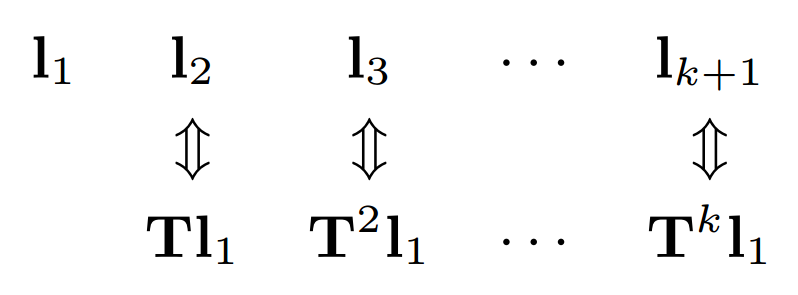 𝐥₁ 𝐥₂ 𝐥₃ ⋯ 𝐥ₖ₊₁
⇕ ⇕ ⇕
𝐓𝐥₁ 𝐓²𝐥₁ ⋯ 𝐓ᵏ𝐥₁